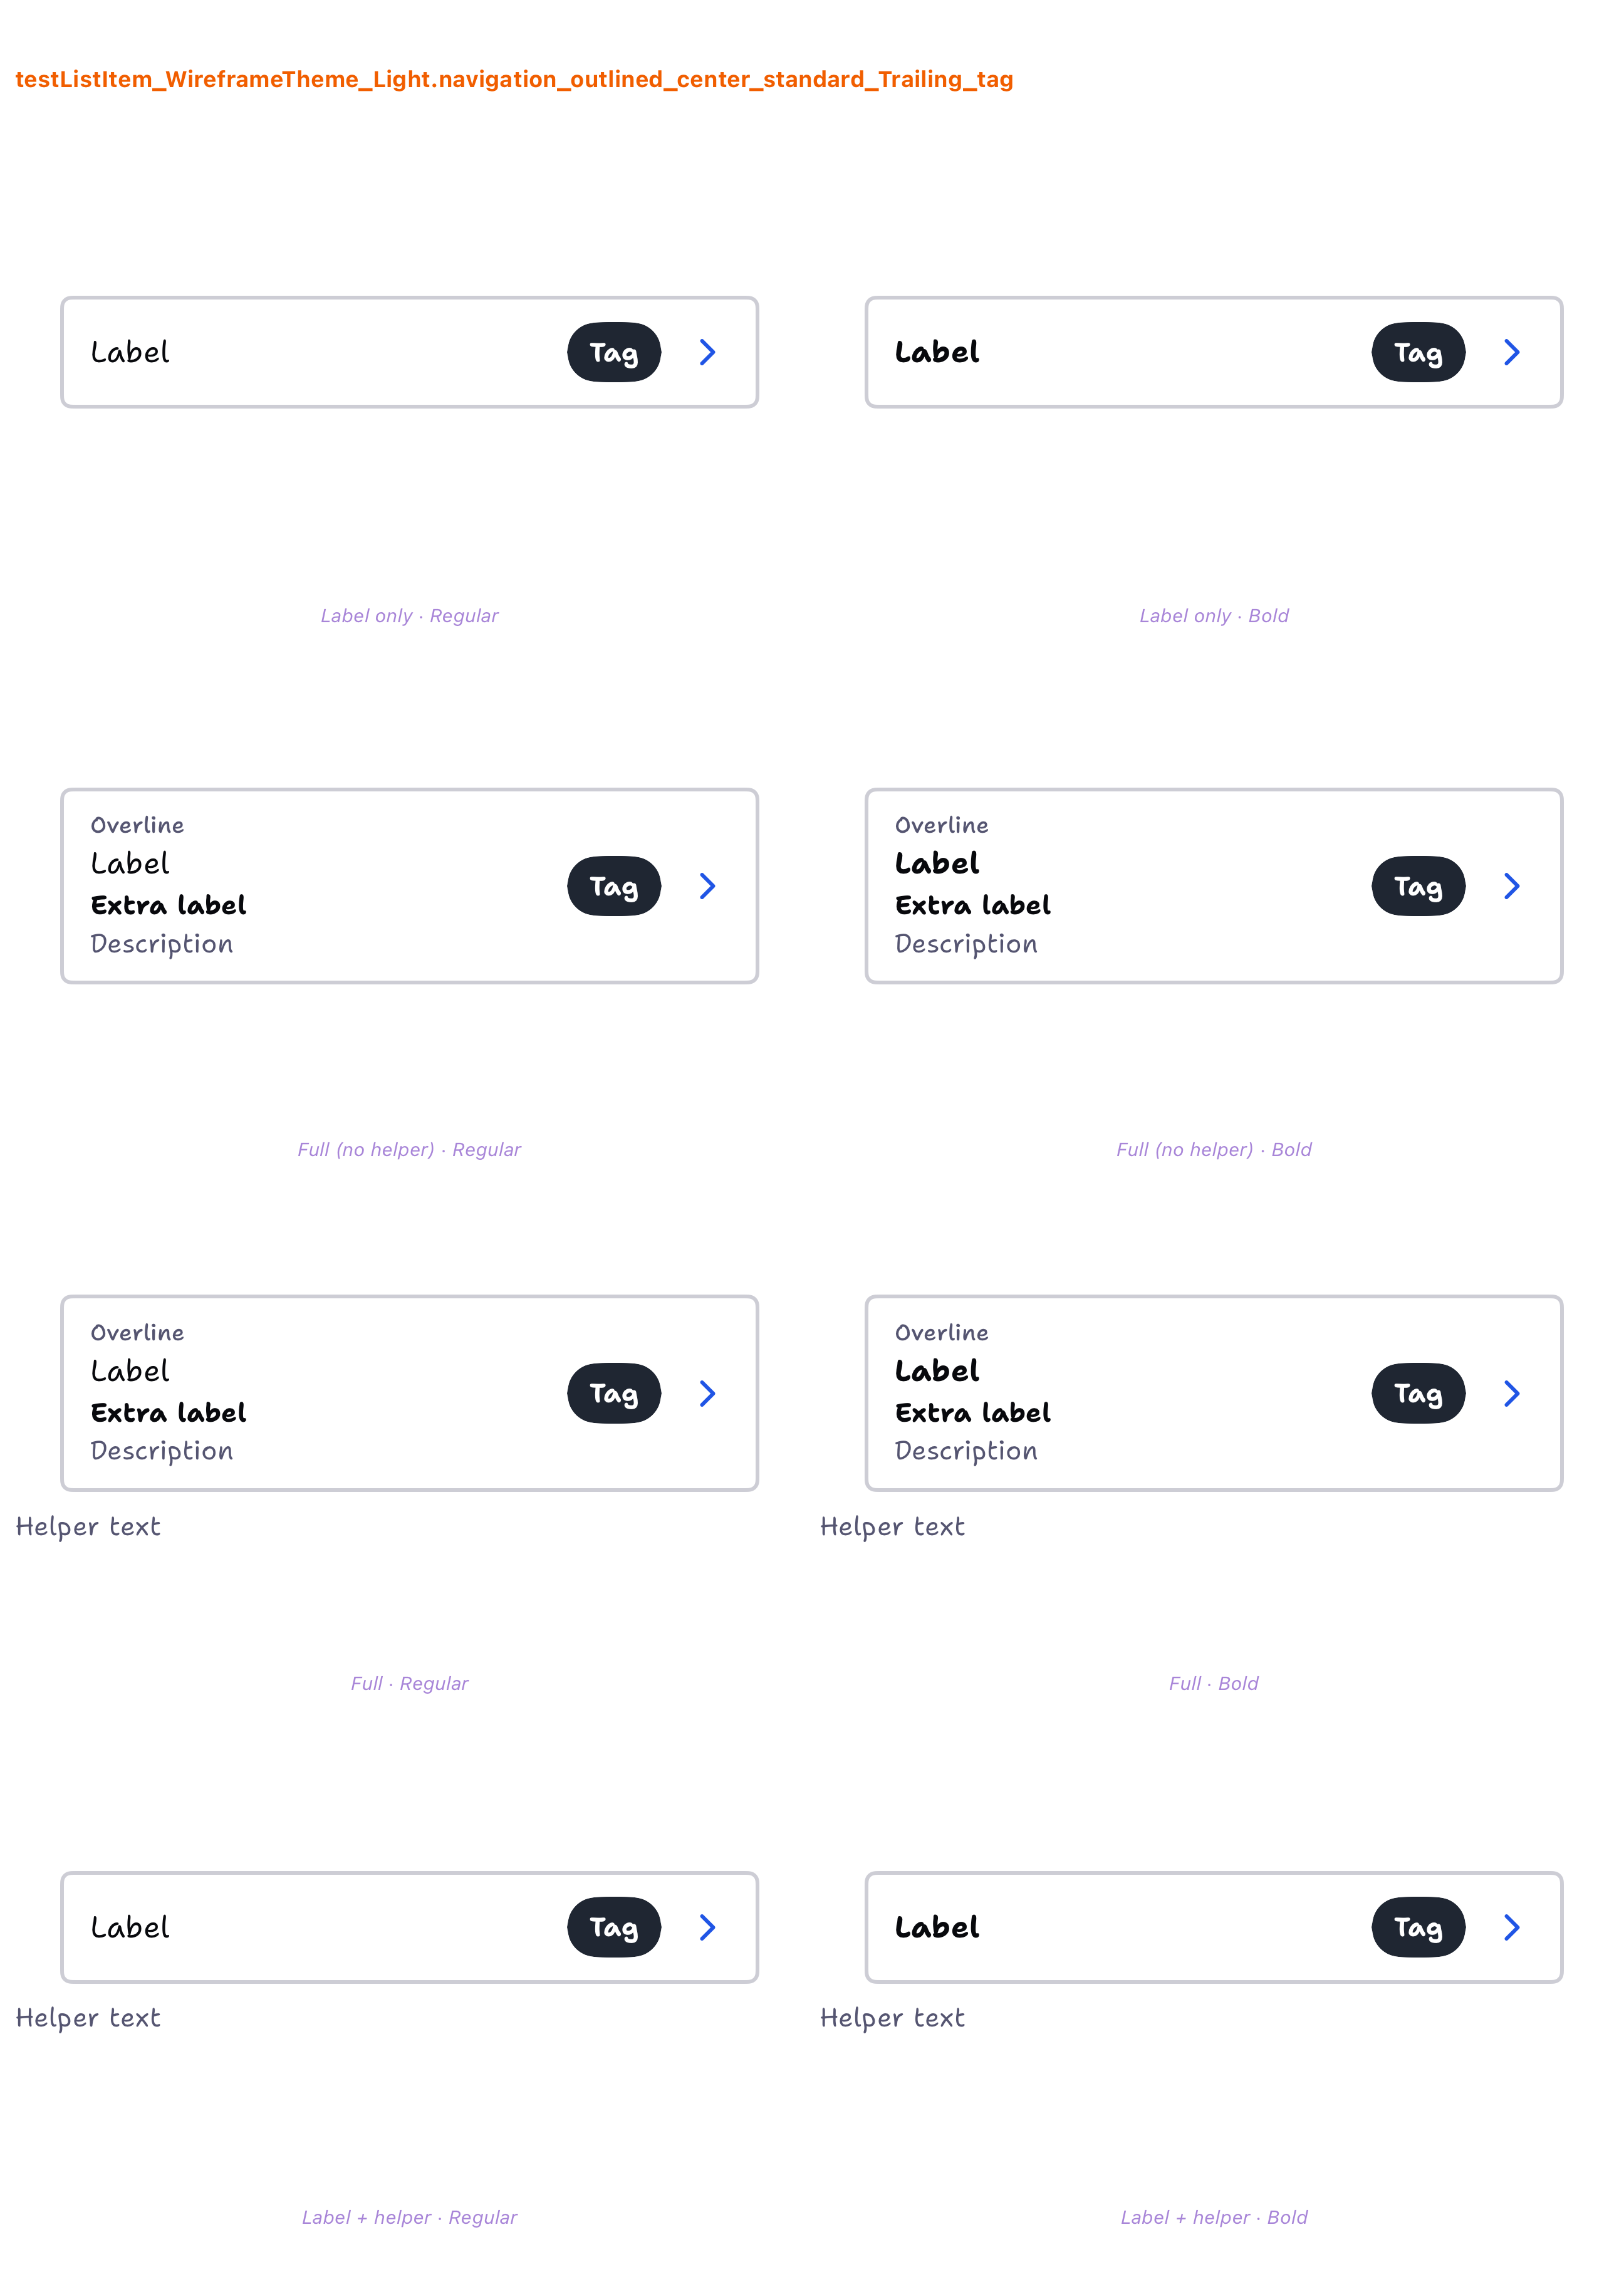 testListItem_WireframeTheme_Light.navigation_outlined_center_standard_Trailing_tag
Label Tag
Label Tag
Label only · Regular
Label only · Bold
Overline
Label
Extra label
Description
Tag
Overline
Label
Extra label
Description
Tag
Full (no helper) · Regular
Full (no helper) · Bold
Overline
Label
Extra label
Description
Tag
Helper text
Overline
Label
Extra label
Description
Tag
Helper text
Full · Regular
Full · Bold
Label Tag
Helper text
Label Tag
Helper text
Label + helper · Regular
Label + helper · Bold